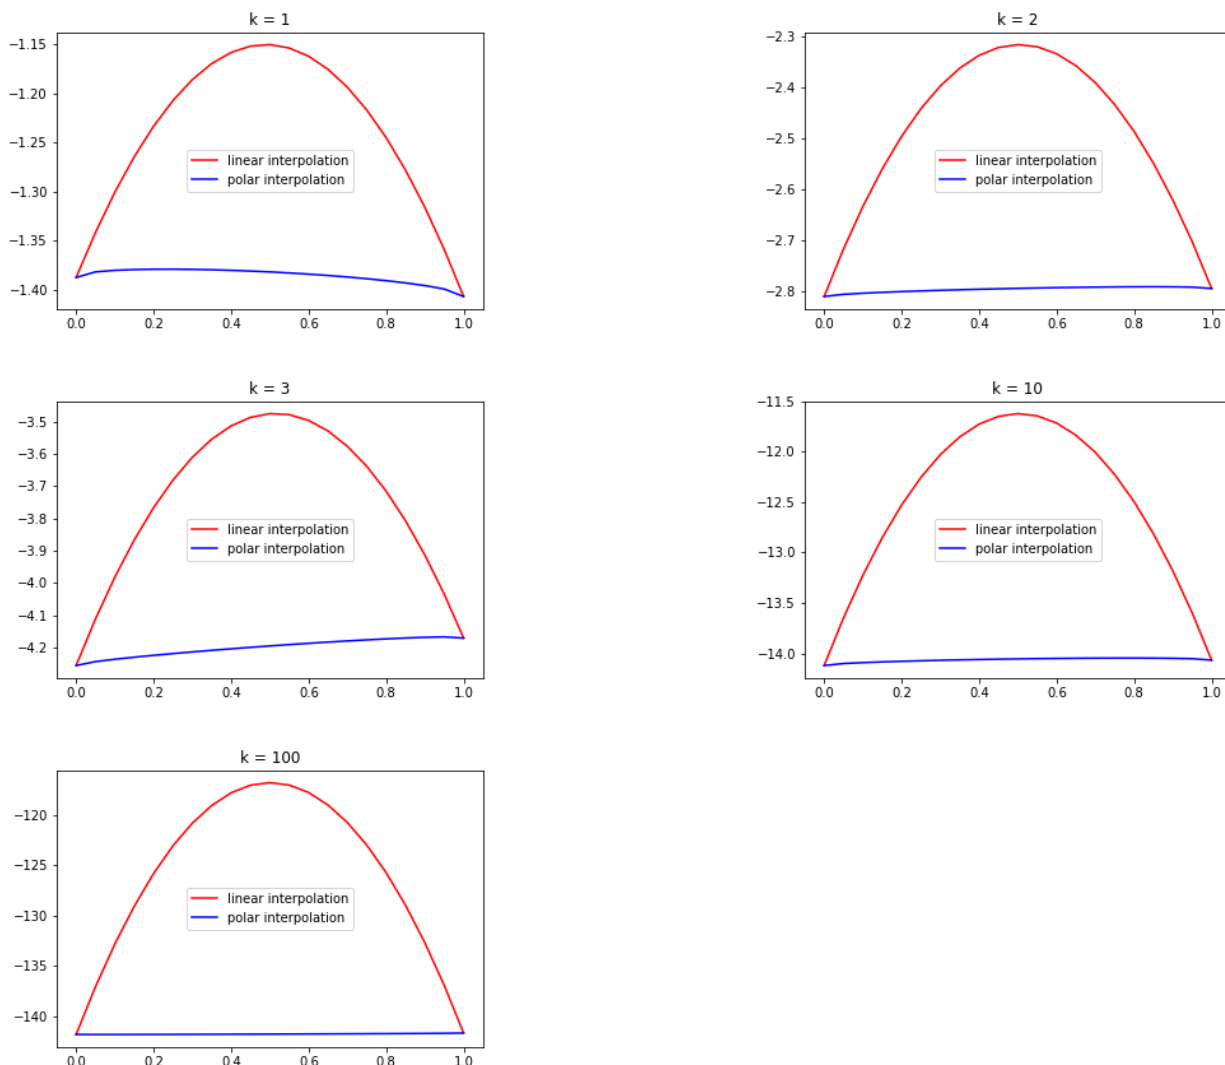 k = 1
−1.15
−1.20
−1.25
−1.30
−1.35
−1.40
linear interpolation
polar interpolation
0.0 0.2 0.4 0.6 0.8 1.0
k = 2
−2.3
−2.4
−2.5
−2.6
−2.7
−2.8
linear interpolation
polar interpolation
0.0 0.2 0.4 0.6 0.8 1.0
k = 3
−3.5
−3.6
−3.7
−3.8
−3.9
−4.0
−4.1
−4.2
linear interpolation
polar interpolation
0.0 0.2 0.4 0.6 0.8 1.0
k = 10
−11.5
−12.0
−12.5
−13.0
−13.5
−14.0
linear interpolation
polar interpolation
0.0 0.2 0.4 0.6 0.8 1.0
k = 100
−120
−125
−130
−135
−140
linear interpolation
polar interpolation
0.0 0.2 0.4 0.6 0.8 1.0